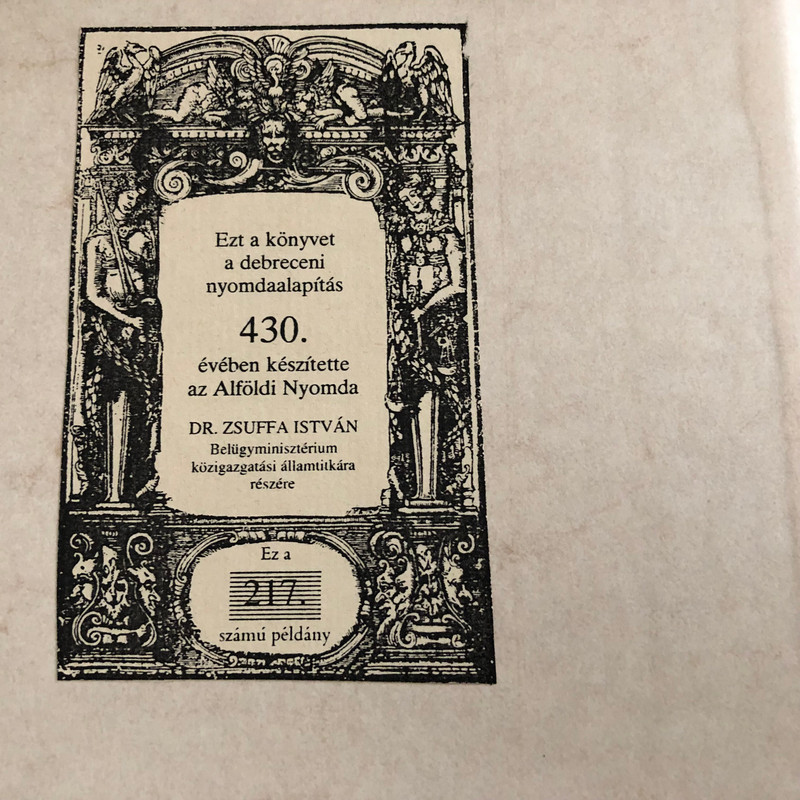 Ezt a könyvet
a debreceni
nyomdaalapítás
430.
évében készítette
az Alföldi Nyomda
DR. ZSUFFA ISTVÁN
Belügyminisztérium
közigazgatási államtitkára
részére
Ez a
217.
számú példány